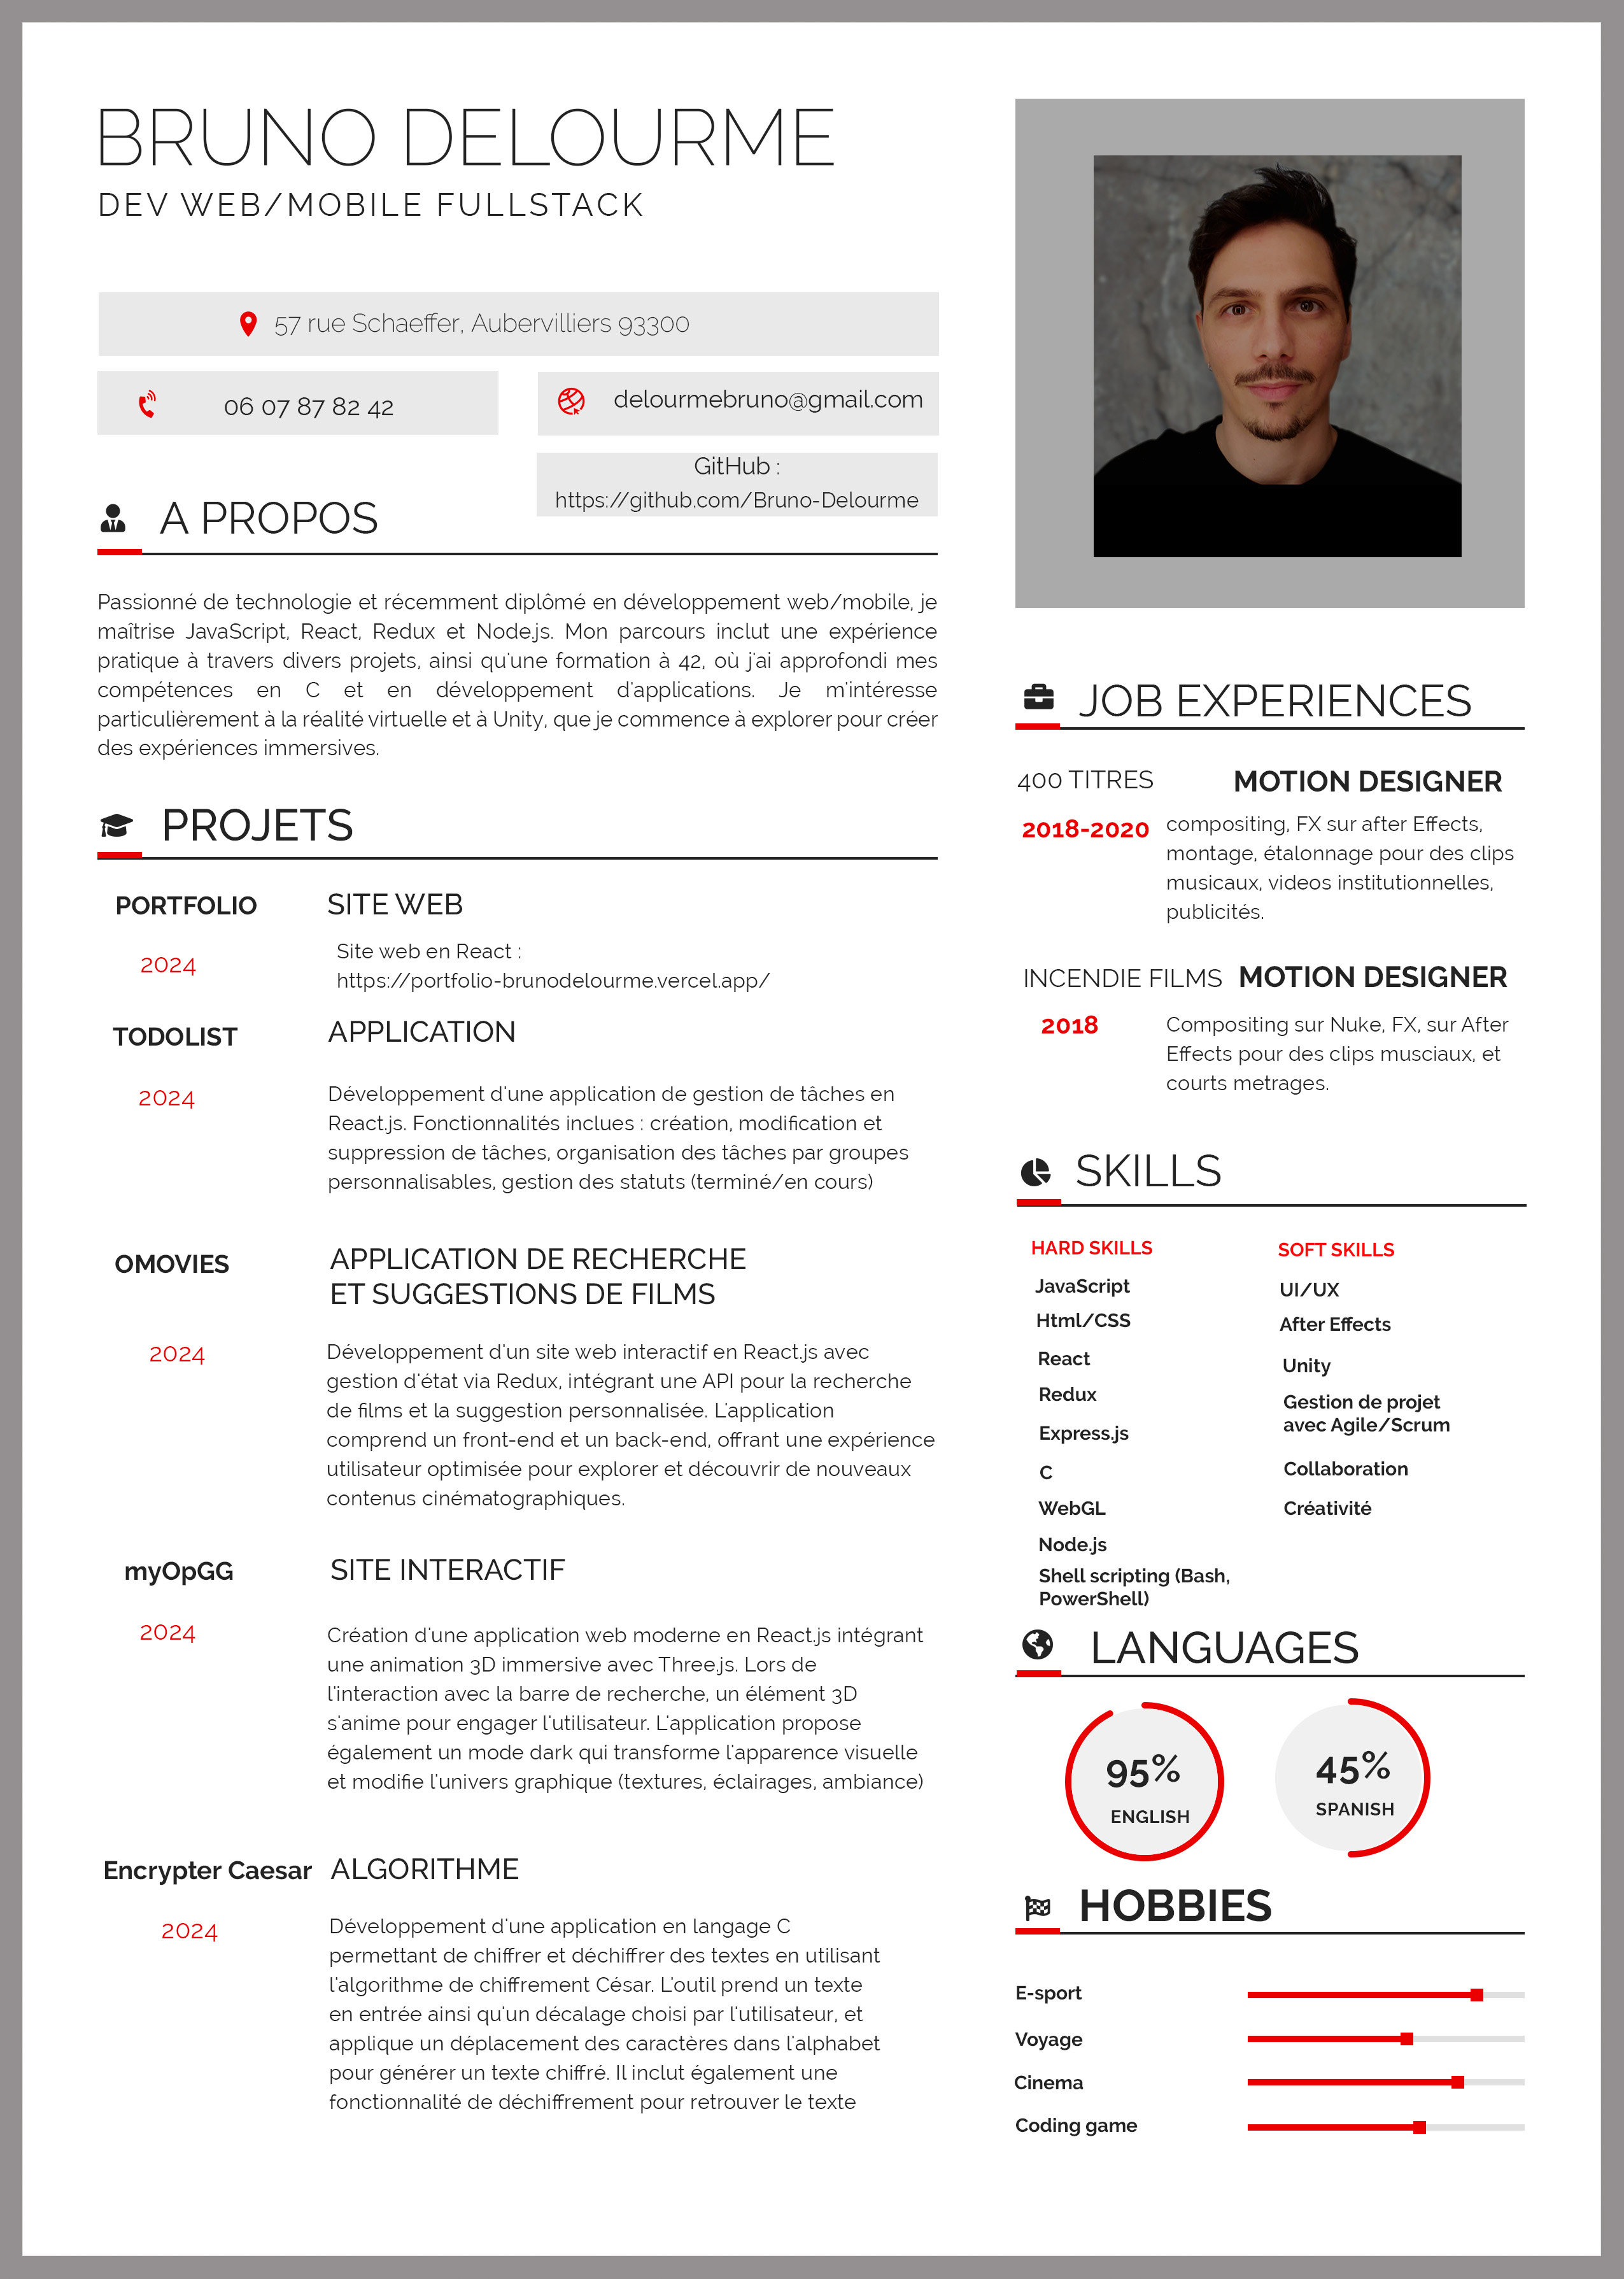 BRUNO DELOURME
DEV WEB/MOBILE FULLSTACK
57 rue Schaeffer, Aubervilliers 93300
06 07 87 82 42
delourmebruno@gmail.com
GitHub :
https://github.com/Bruno-Delourme
A PROPOS
Passionné de technologie et récemment diplômé en développement web/mobile, je
maîtrise JavaScript, React, Redux et Node.js. Mon parcours inclut une expérience
pratique à travers divers projets, ainsi qu'une formation à 42, où j'ai approfondi mes
compétences en C et en développement d'applications. Je m'intéresse
particulièrement à la réalité virtuelle et à Unity, que je commence à explorer pour créer
des expériences immersives.
PROJETS
PORTFOLIO
SITE WEB
2024
Site web en React :
https://portfolio-brunodelourme.vercel.app/
TODOLIST
APPLICATION
2024
Développement d'une application de gestion de tâches en
React.js. Fonctionnalités inclues : création, modification et
suppression de tâches, organisation des tâches par groupes
personnalisables, gestion des statuts (terminé/en cours)
OMOVIES
APPLICATION DE RECHERCHE
ET SUGGESTIONS DE FILMS
2024
Développement d'un site web interactif en React.js avec
gestion d'état via Redux, intégrant une API pour la recherche
de films et la suggestion personnalisée. L'application
comprend un front-end et un back-end, offrant une expérience
utilisateur optimisée pour explorer et découvrir de nouveaux
contenus cinématographiques.
myOpGG
SITE INTERACTIF
2024
Création d'une application web moderne en React.js intégrant
une animation 3D immersive avec Three.js. Lors de
l'interaction avec la barre de recherche, un élément 3D
s'anime pour engager l'utilisateur. L'application propose
également un mode dark qui transforme l'apparence visuelle
et modifie l'univers graphique (textures, éclairages, ambiance)
Encrypter Caesar
ALGORITHME
2024
Développement d'une application en langage C
permettant de chiffrer et déchiffrer des textes en utilisant
l'algorithme de chiffrement César. L'outil prend un texte
en entrée ainsi qu'un décalage choisi par l'utilisateur, et
applique un déplacement des caractères dans l'alphabet
pour générer un texte chiffré. Il inclut également une
fonctionnalité de déchiffrement pour retrouver le texte
JOB EXPERIENCES
400 TITRES
MOTION DESIGNER
2018-2020
compositing, FX sur after Effects,
montage, étalonnage pour des clips
musicaux, videos institutionnelles,
publicités.
INCENDIE FILMS
MOTION DESIGNER
2018
Compositing sur Nuke, FX, sur After
Effects pour des clips musciaux, et
courts metrages.
SKILLS
HARD SKILLS
JavaScript
Html/CSS
React
Redux
Express.js
C
WebGL
Node.js
Shell scripting (Bash,
PowerShell)
SOFT SKILLS
UI/UX
After Effects
Unity
Gestion de projet
avec Agile/Scrum
Collaboration
Créativité
LANGUAGES
95%
ENGLISH
45%
SPANISH
HOBBIES
E-sport
Voyage
Cinema
Coding game